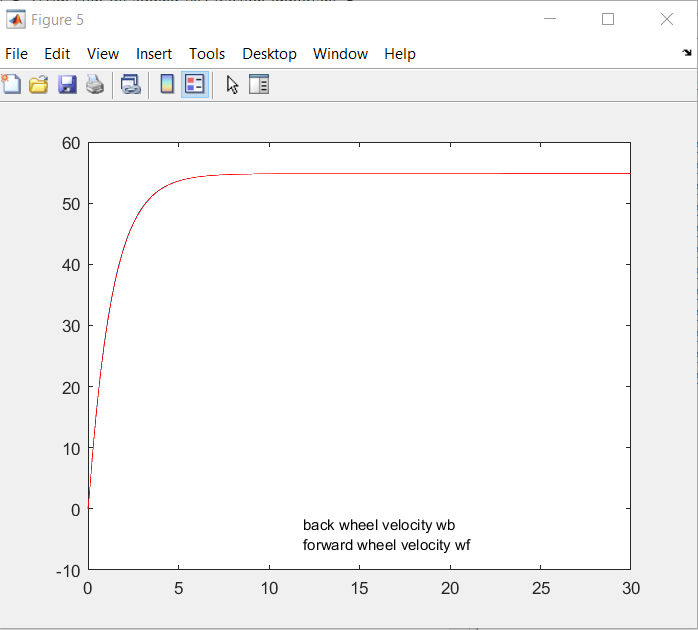 Figure 5
File Edit View Insert Tools Desktop Window Help
60
50
40
30
20
10
0
-10
back wheel velocity wb
forward wheel velocity wf
0 5 10 15 20 25 30